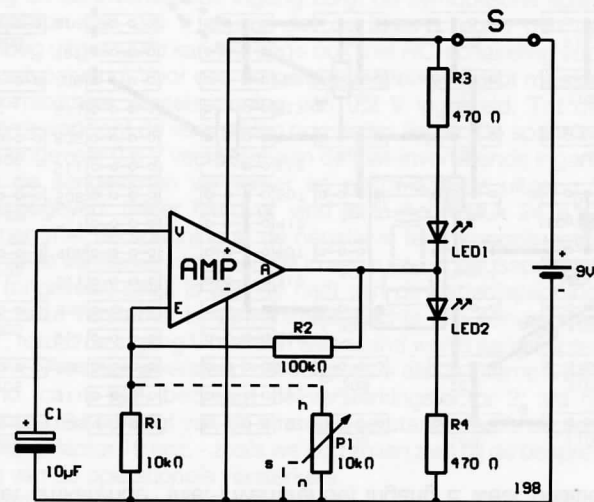 S
R3
470 Ω
V
+
AMP
A
-
E
LED1
+
9V
-
LED2
R2
100kΩ
+
C1
10µF
R1
10kΩ
h
P1
10kΩ
s
n
R4
470 Ω
198